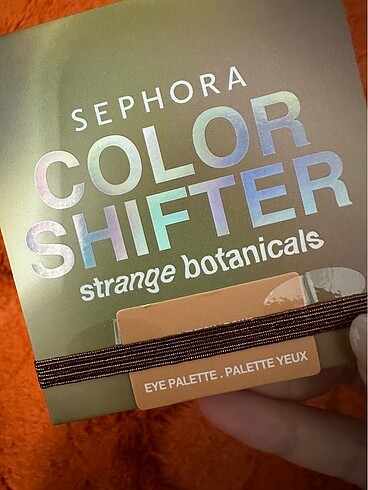 SEPHORA
COLOR
SHIFTER
strange botanicals
EYE PALETTE . PALETTE YEUX